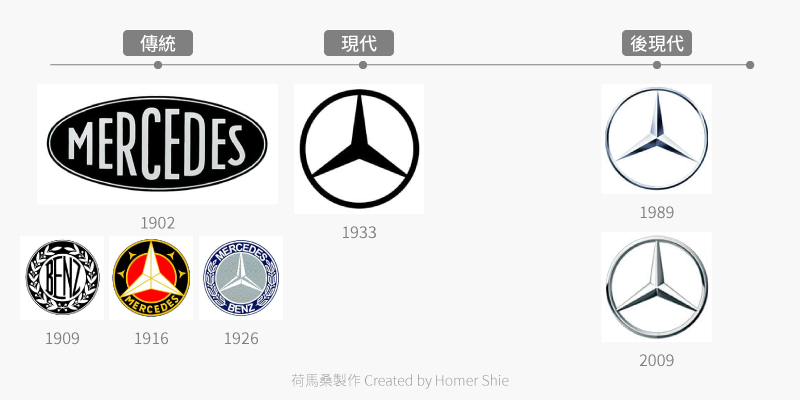 傳統
現代
後現代
MERCEDES
1902
1933
1989
BENZ
MERCEDES
MERCEDES
BENZ
1909
1916
1926
2009
荷馬桑製作 Created by Homer Shie